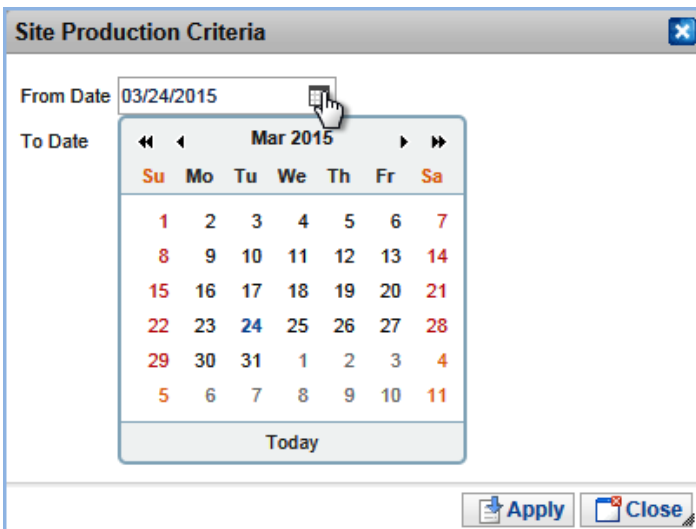 Site Production Criteria
From Date 03/24/2015
To Date
Mar 2015
Su Mo Tu We Th Fr Sa
1 2 3 4 5 6 7
8 9 10 11 12 13 14
15 16 17 18 19 20 21
22 23 24 25 26 27 28
29 30 31 1 2 3 4
5 6 7 8 9 10 11
Today
Apply Close